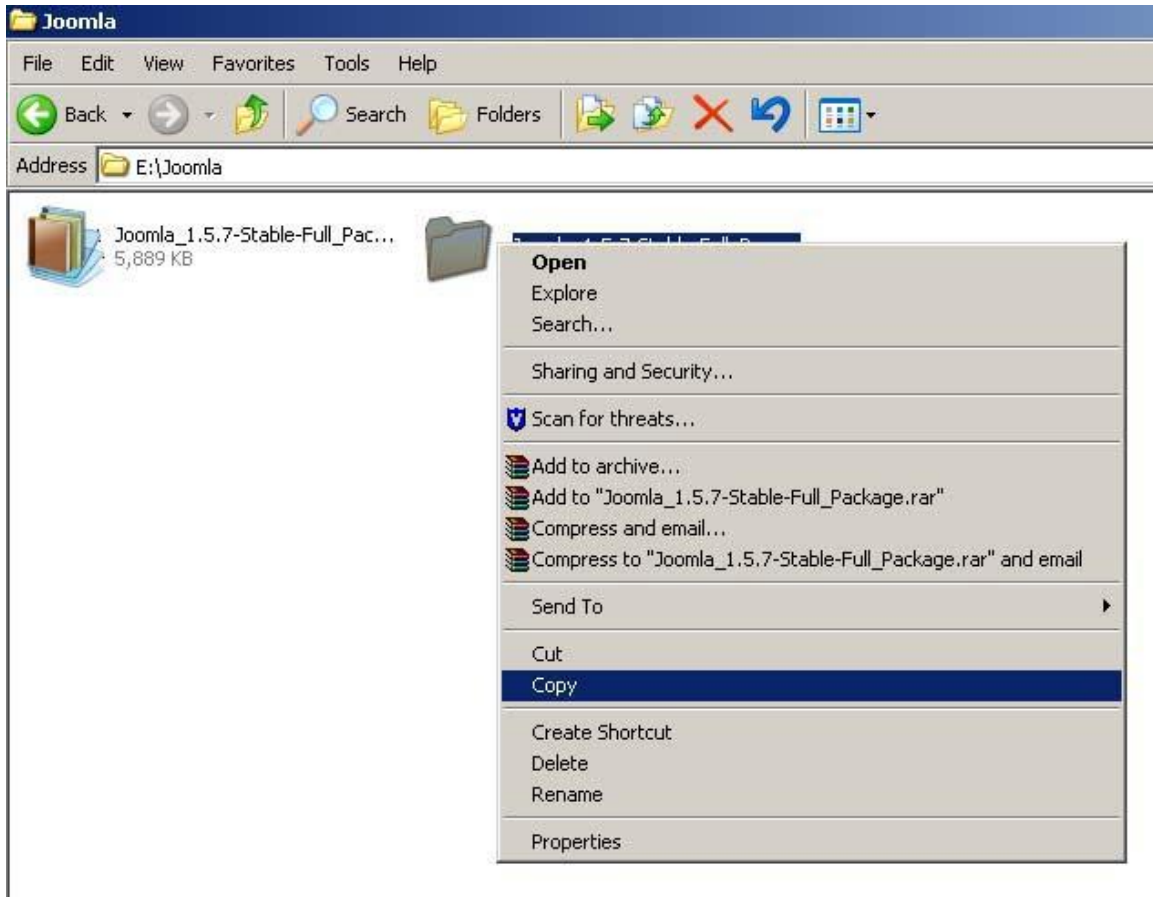 Joomla
File Edit View Favorites Tools Help
Back Search Folders
Address E:\Joomla
Joomla_1.5.7-Stable-Full_Pac...
5,889 KB
Open
Explore
Search...
Sharing and Security...
Scan for threats...
Add to archive...
Add to "Joomla_1.5.7-Stable-Full_Package.rar"
Compress and email...
Compress to "Joomla_1.5.7-Stable-Full_Package.rar" and email
Send To
Cut
Copy
Create Shortcut
Delete
Rename
Properties